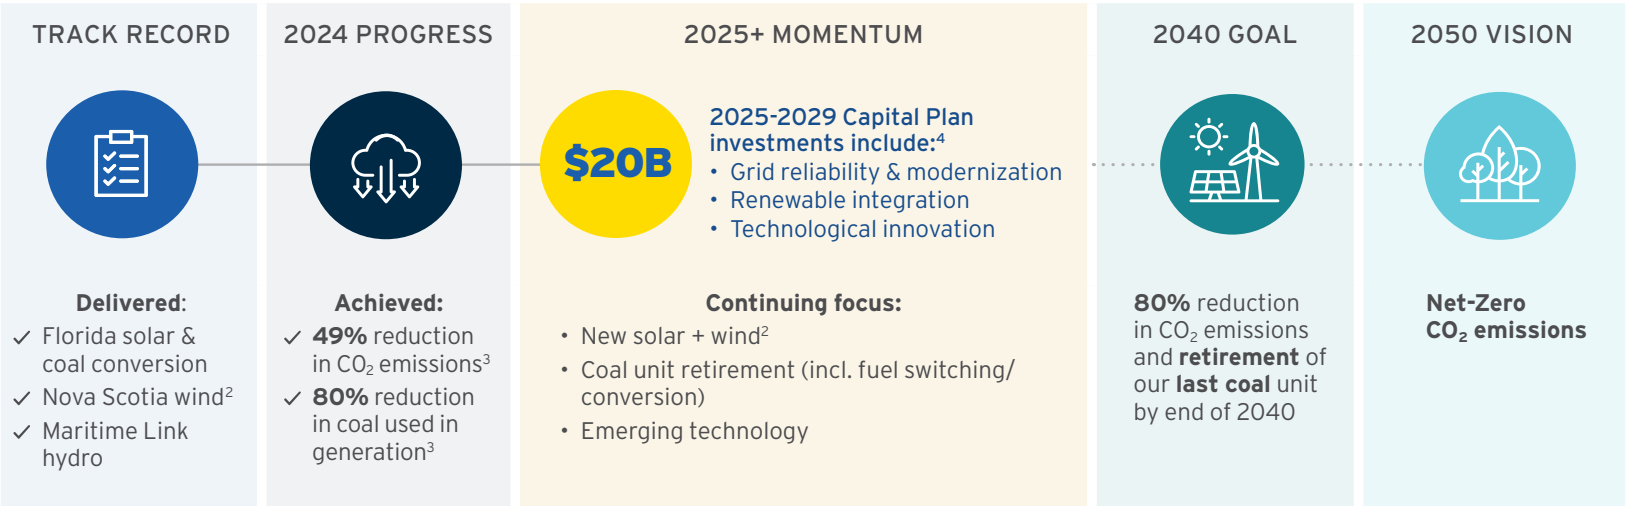 TRACK RECORD
Delivered:
✓ Florida solar &
coal conversion
✓ Nova Scotia wind²
✓ Maritime Link
hydro
2024 PROGRESS
Achieved:
✓ 49% reduction
in CO₂ emissions³
✓ 80% reduction
in coal used in
generation³
2025+ MOMENTUM
$20B
2025-2029 Capital Plan
investments include:⁴
• Grid reliability & modernization
• Renewable integration
• Technological innovation
Continuing focus:
• New solar + wind²
• Coal unit retirement (incl. fuel switching/
conversion)
• Emerging technology
2040 GOAL
80% reduction
in CO₂ emissions
and retirement of
our last coal unit
by end of 2040
2050 VISION
Net-Zero
CO₂ emissions